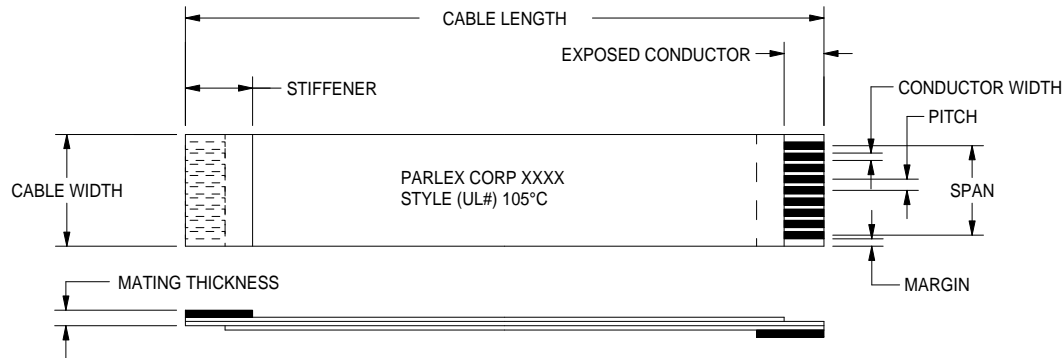 CABLE LENGTH
EXPOSED CONDUCTOR
STIFFENER
CONDUCTOR WIDTH
PITCH
CABLE WIDTH
PARLEX CORP XXXX
STYLE (UL#) 105°C
SPAN
MATING THICKNESS
MARGIN